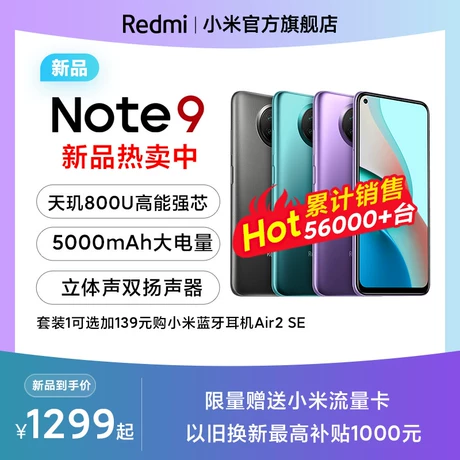 Redmi | 小米官方旗舰店
新品
Note 9
新品热卖中
天玑800U高能强芯
5000mAh大电量
立体声双扬声器
Hot 累计销售
56000+台
套装1可选加139元购小米蓝牙耳机Air2 SE
新品到手价
¥1299起
限量赠送小米流量卡
以旧换新最高补贴1000元